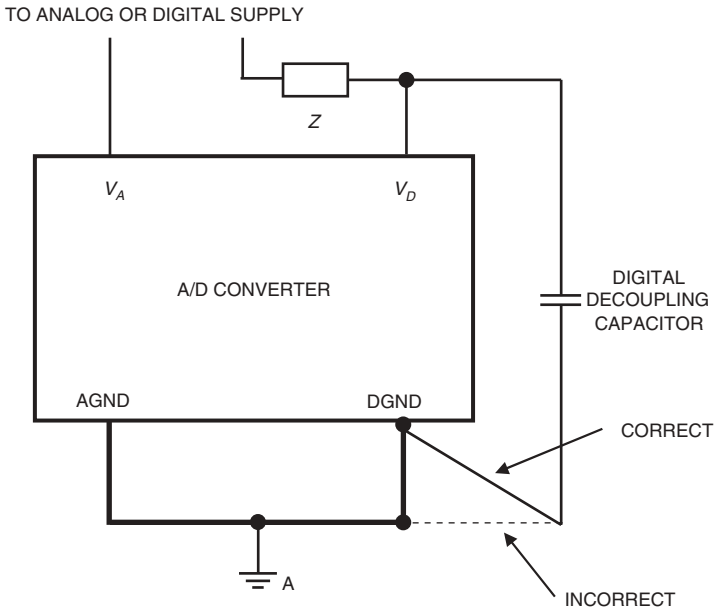 TO ANALOG OR DIGITAL SUPPLY
Z
V_A
V_D
A/D CONVERTER
DIGITAL
DECOUPLING
CAPACITOR
AGND
DGND
CORRECT
A
INCORRECT